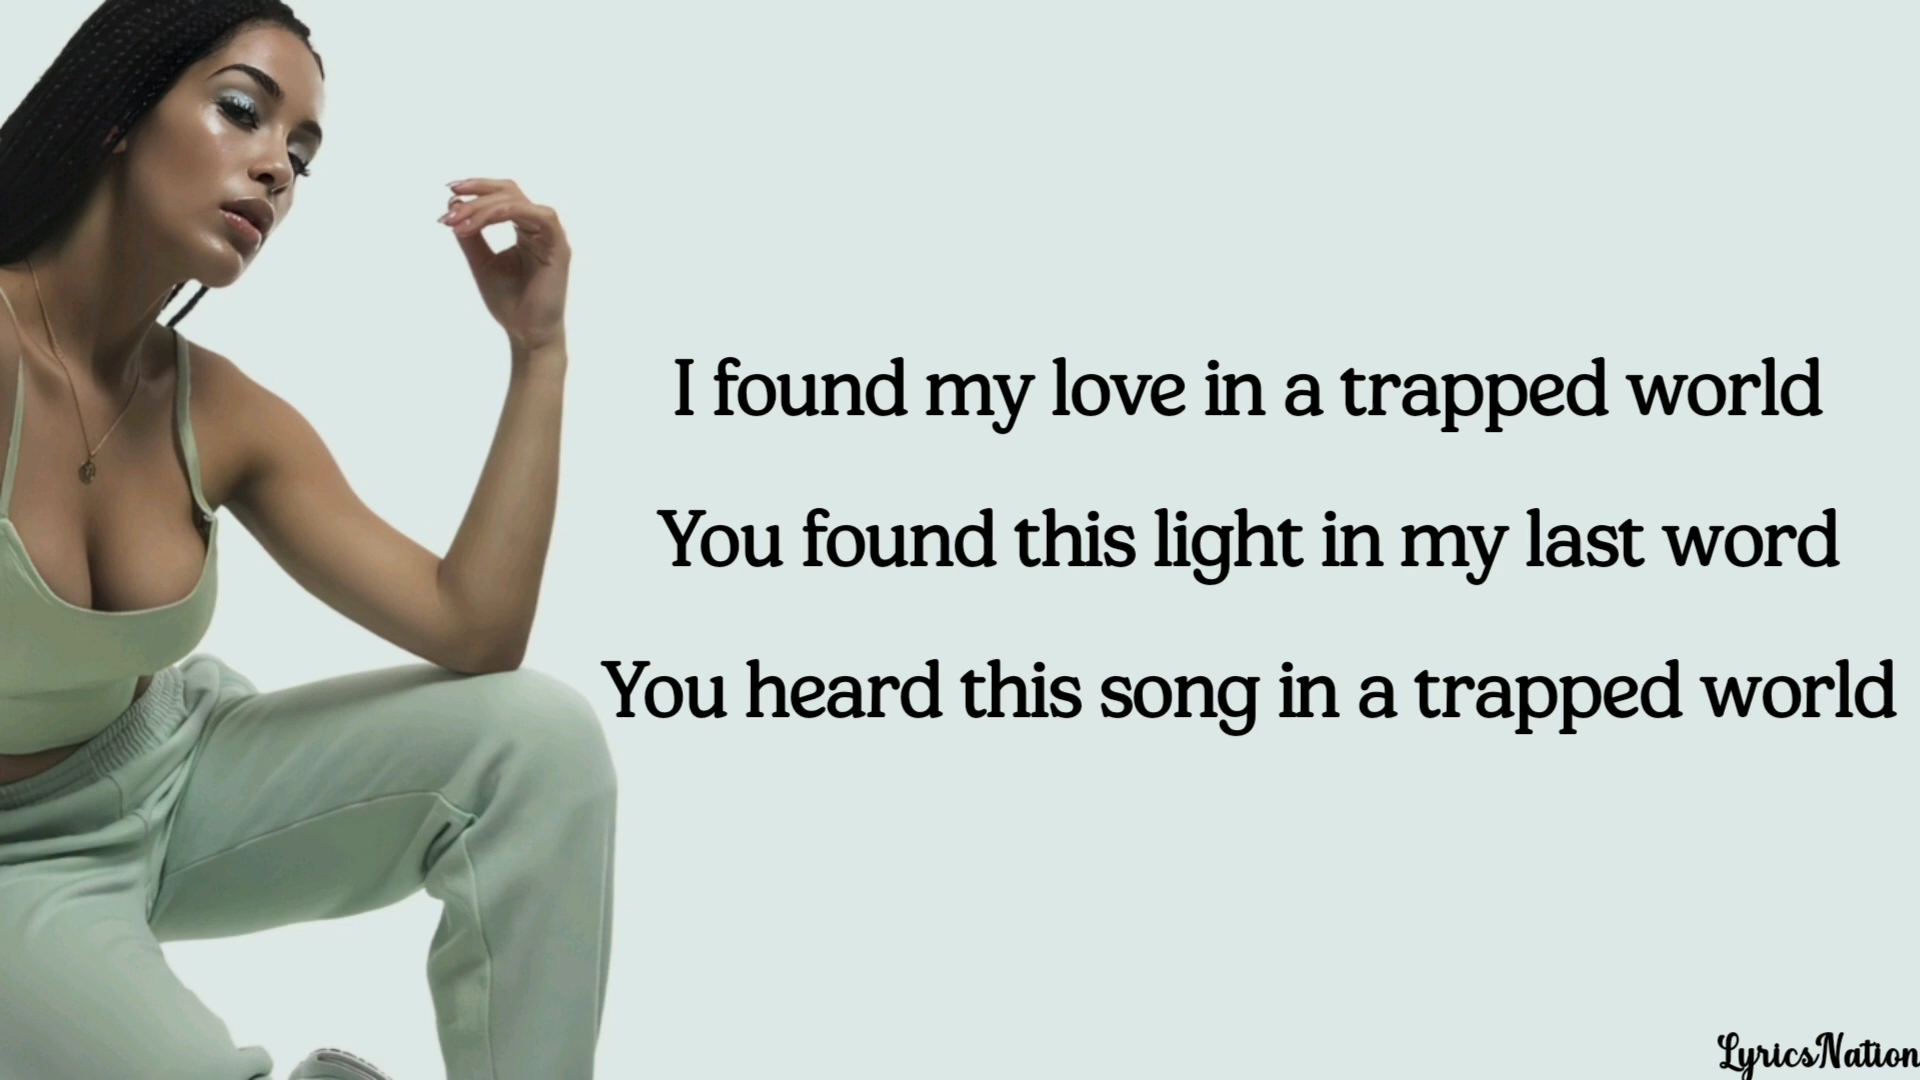 I found my love in a trapped world
You found this light in my last word
You heard this song in a trapped world
LyricsNation